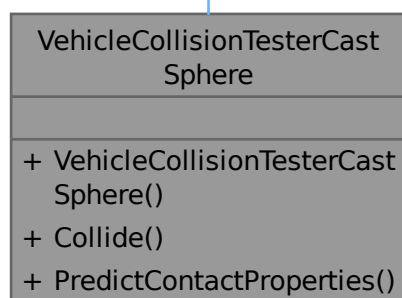 VehicleCollisionTesterCast
Sphere
+ VehicleCollisionTesterCast
Sphere()
+ Collide()
+ PredictContactProperties()